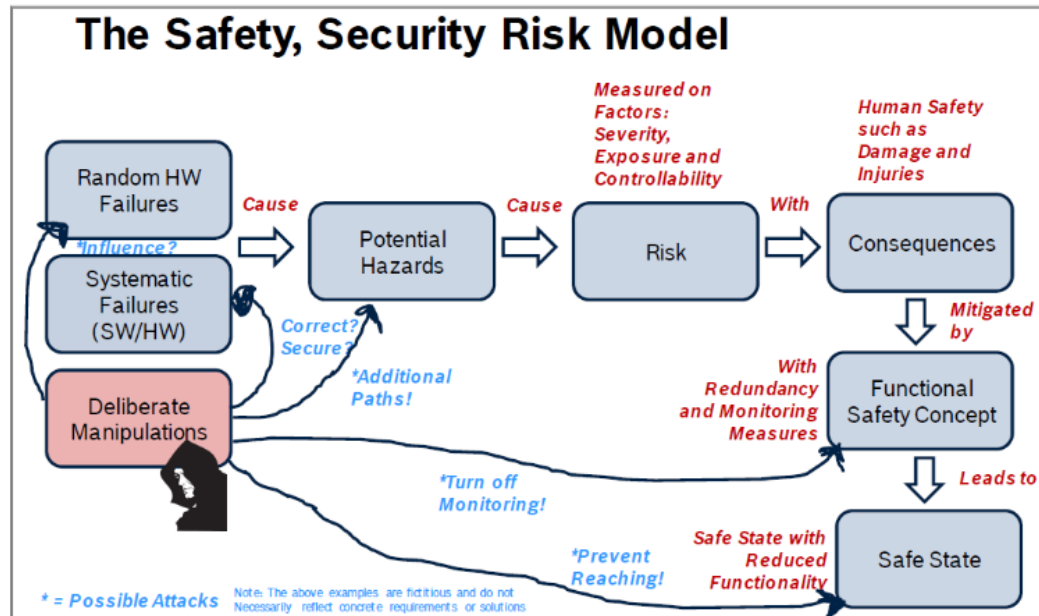 The Safety, Security Risk Model
Measured on
Factors:
Severity,
Exposure and
Controllability
Human Safety
such as
Damage and
Injuries
Random HW
Failures
Cause
Cause
With
*Influence?
Potential
Hazards
Risk
Consequences
Systematic
Failures
(SW/HW)
Correct?
Secure?
Mitigated
by
*Additional
Paths!
With
Redundancy
and Monitoring
Measures
Functional
Safety Concept
Deliberate
Manipulations
*Turn off
Monitoring!
Leads to
*Prevent
Reaching!
Safe State with
Reduced
Functionality
Safe State
* = Possible Attacks
Note: The above examples are fictitious and do not
Necessarily reflect concrete requirements or solutions